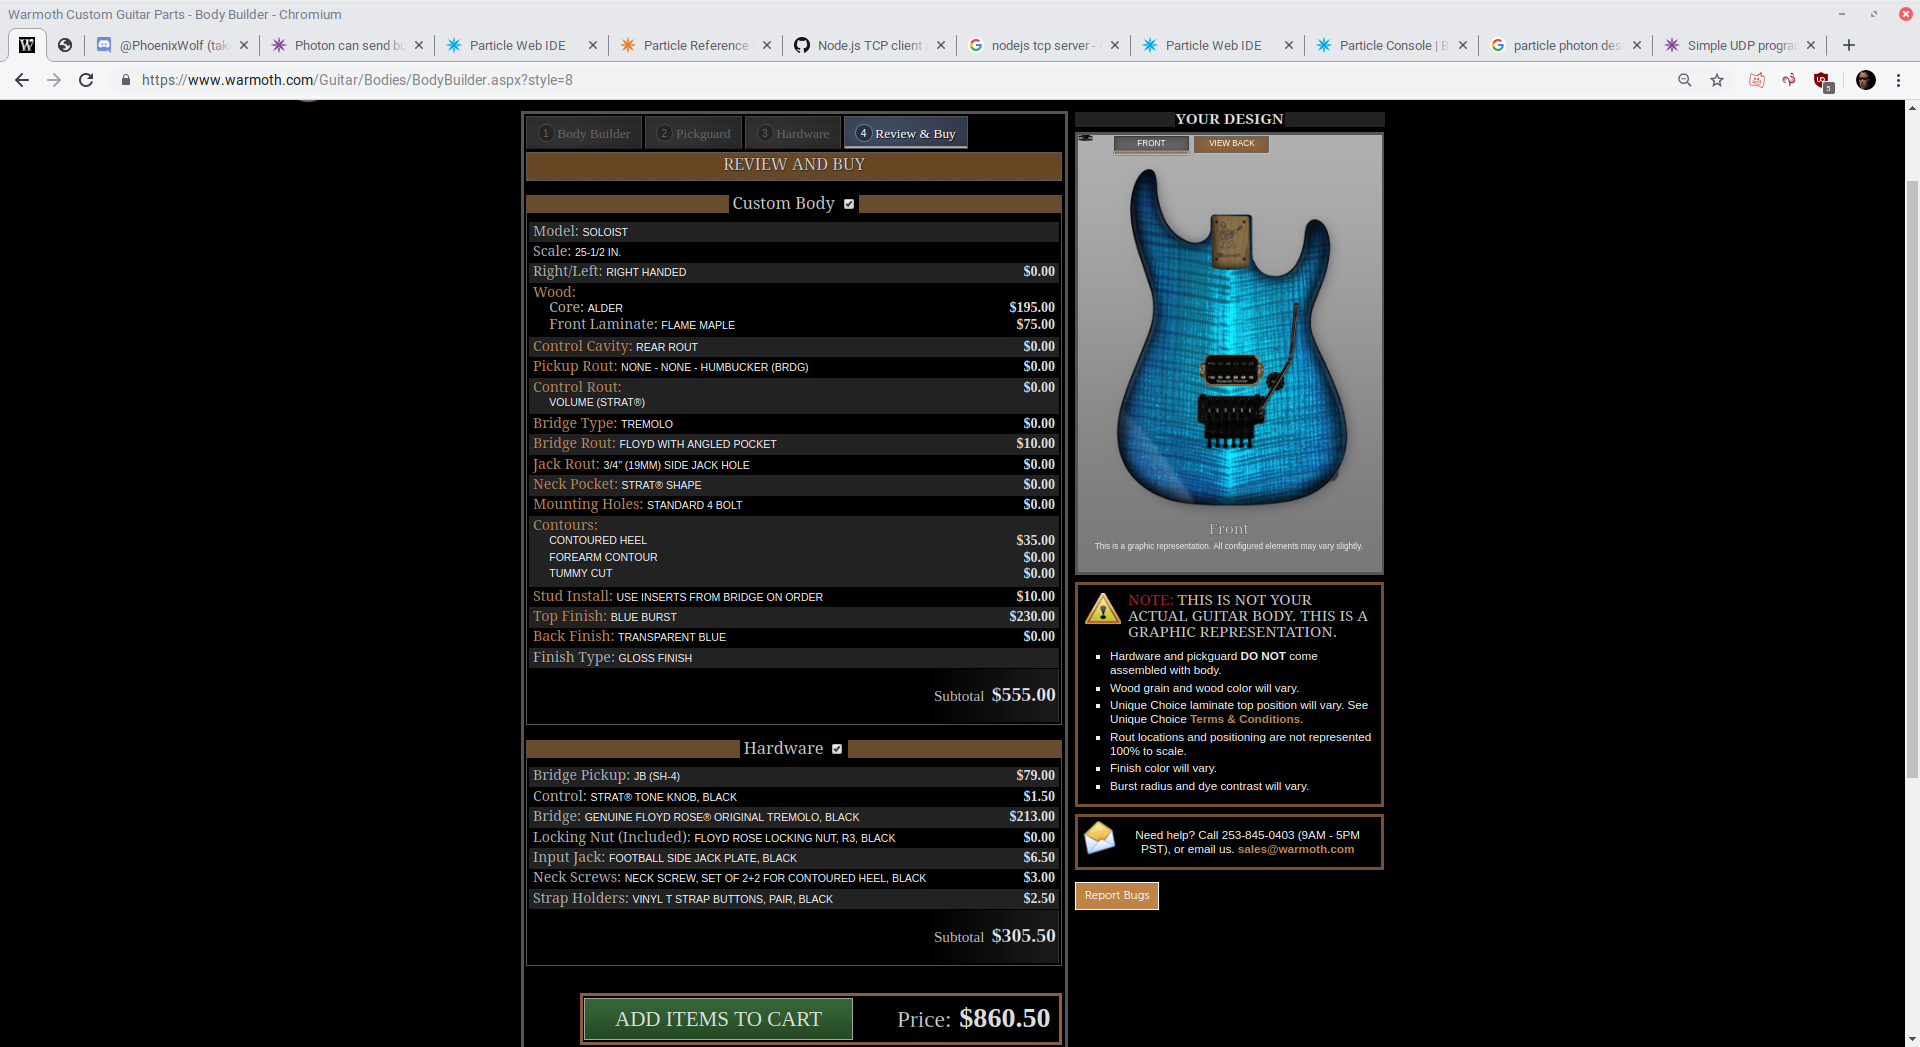 Warmoth Custom Guitar Parts - Body Builder - Chromium
@PhoenixWolf (tak
Photon can send bu
Particle Web IDE
Particle Reference
Node.js TCP client
nodejs tcp server -
Particle Web IDE
Particle Console | B
particle photon des
Simple UDP progra
https://www.warmoth.com/Guitar/Bodies/BodyBuilder.aspx?style=8
5
1 Body Builder
2 Pickguard
3 Hardware
4 Review & Buy
REVIEW AND BUY
Custom Body
Model: SOLOIST
Scale: 25-1/2 IN.
Right/Left: RIGHT HANDED $0.00
Wood:
Core: ALDER $195.00
Front Laminate: FLAME MAPLE $75.00
Control Cavity: REAR ROUT $0.00
Pickup Rout: NONE - NONE - HUMBUCKER (BRDG) $0.00
Control Rout: $0.00
VOLUME (STRAT®)
Bridge Type: TREMOLO $0.00
Bridge Rout: FLOYD WITH ANGLED POCKET $10.00
Jack Rout: 3/4" (19MM) SIDE JACK HOLE $0.00
Neck Pocket: STRAT® SHAPE $0.00
Mounting Holes: STANDARD 4 BOLT $0.00
Contours:
CONTOURED HEEL $35.00
FOREARM CONTOUR $0.00
TUMMY CUT $0.00
Stud Install: USE INSERTS FROM BRIDGE ON ORDER $10.00
Top Finish: BLUE BURST $230.00
Back Finish: TRANSPARENT BLUE $0.00
Finish Type: GLOSS FINISH
Subtotal $555.00
Hardware
Bridge Pickup: JB (SH-4) $79.00
Control: STRAT® TONE KNOB, BLACK $1.50
Bridge: GENUINE FLOYD ROSE® ORIGINAL TREMOLO, BLACK $213.00
Locking Nut (Included): FLOYD ROSE LOCKING NUT, R3, BLACK $0.00
Input Jack: FOOTBALL SIDE JACK PLATE, BLACK $6.50
Neck Screws: NECK SCREW, SET OF 2+2 FOR CONTOURED HEEL, BLACK $3.00
Strap Holders: VINYL T STRAP BUTTONS, PAIR, BLACK $2.50
Subtotal $305.50
ADD ITEMS TO CART
Price: $860.50
YOUR DESIGN
FRONT
VIEW BACK
Front
This is a graphic representation. All configured elements may vary slightly.
NOTE: THIS IS NOT YOUR
ACTUAL GUITAR BODY. THIS IS A
GRAPHIC REPRESENTATION.
Hardware and pickguard DO NOT come
assembled with body.
Wood grain and wood color will vary.
Unique Choice laminate top position will vary. See
Unique Choice Terms & Conditions.
Rout locations and positioning are not represented
100% to scale.
Finish color will vary.
Burst radius and dye contrast will vary.
Need help? Call 253-845-0403 (9AM - 5PM
PST), or email us. sales@warmoth.com
Report Bugs